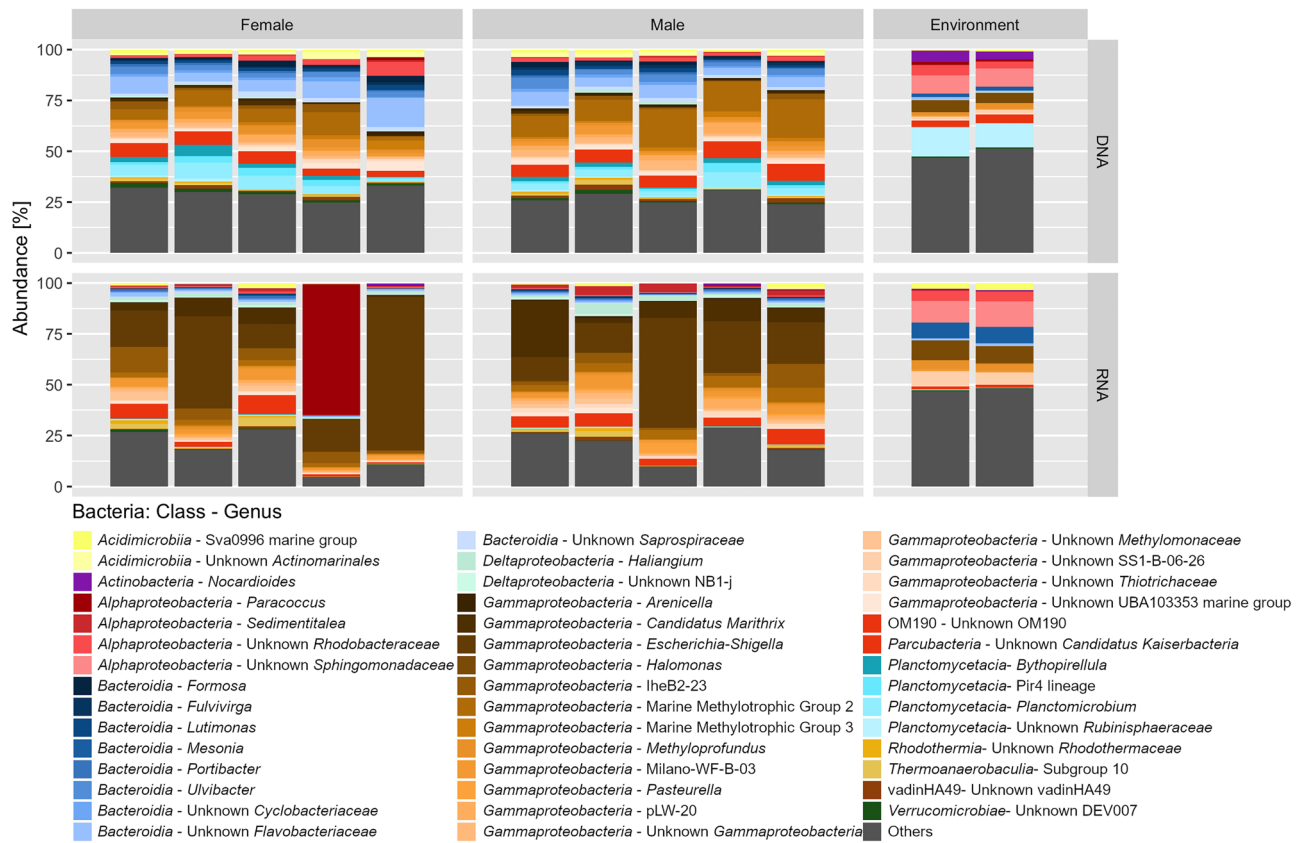 Female Male Environment
100
75
50
25
0
DNA
100
75
50
25
0
RNA
Abundance [%]
Bacteria: Class - Genus
Acidimicrobiia - Sva0996 marine group
Acidimicrobiia - Unknown Actinomarinales
Actinobacteria - Nocardioides
Alphaproteobacteria - Paracoccus
Alphaproteobacteria - Sedimentitalea
Alphaproteobacteria - Unknown Rhodobacteraceae
Alphaproteobacteria - Unknown Sphingomonadaceae
Bacteroidia - Formosa
Bacteroidia - Fulvivirga
Bacteroidia - Lutimonas
Bacteroidia - Mesonia
Bacteroidia - Portibacter
Bacteroidia - Ulvibacter
Bacteroidia - Unknown Cyclobacteriaceae
Bacteroidia - Unknown Flavobacteriaceae
Bacteroidia - Unknown Saprospiraceae
Deltaproteobacteria - Haliangium
Deltaproteobacteria - Unknown NB1-j
Gammaproteobacteria - Arenicella
Gammaproteobacteria - Candidatus Marithrix
Gammaproteobacteria - Escherichia-Shigella
Gammaproteobacteria - Halomonas
Gammaproteobacteria - IheB2-23
Gammaproteobacteria - Marine Methylotrophic Group 2
Gammaproteobacteria - Marine Methylotrophic Group 3
Gammaproteobacteria - Methyloprofundus
Gammaproteobacteria - Milano-WF-B-03
Gammaproteobacteria - Pasteurella
Gammaproteobacteria - pLW-20
Gammaproteobacteria - Unknown Gammaproteobacteria
Gammaproteobacteria - Unknown Methylomonaceae
Gammaproteobacteria - Unknown SS1-B-06-26
Gammaproteobacteria - Unknown Thiotrichaceae
Gammaproteobacteria - Unknown UBA103353 marine group
OM190 - Unknown OM190
Parcubacteria - Unknown Candidatus Kaiserbacteria
Planctomycetacia- Bythopirellula
Planctomycetacia- Pir4 lineage
Planctomycetacia- Planctomicrobium
Planctomycetacia- Unknown Rubinisphaeraceae
Rhodothermia- Unknown Rhodothermaceae
Thermoanaerobaculia- Subgroup 10
vadinHA49- Unknown vadinHA49
Verrucomicrobiae- Unknown DEV007
Others